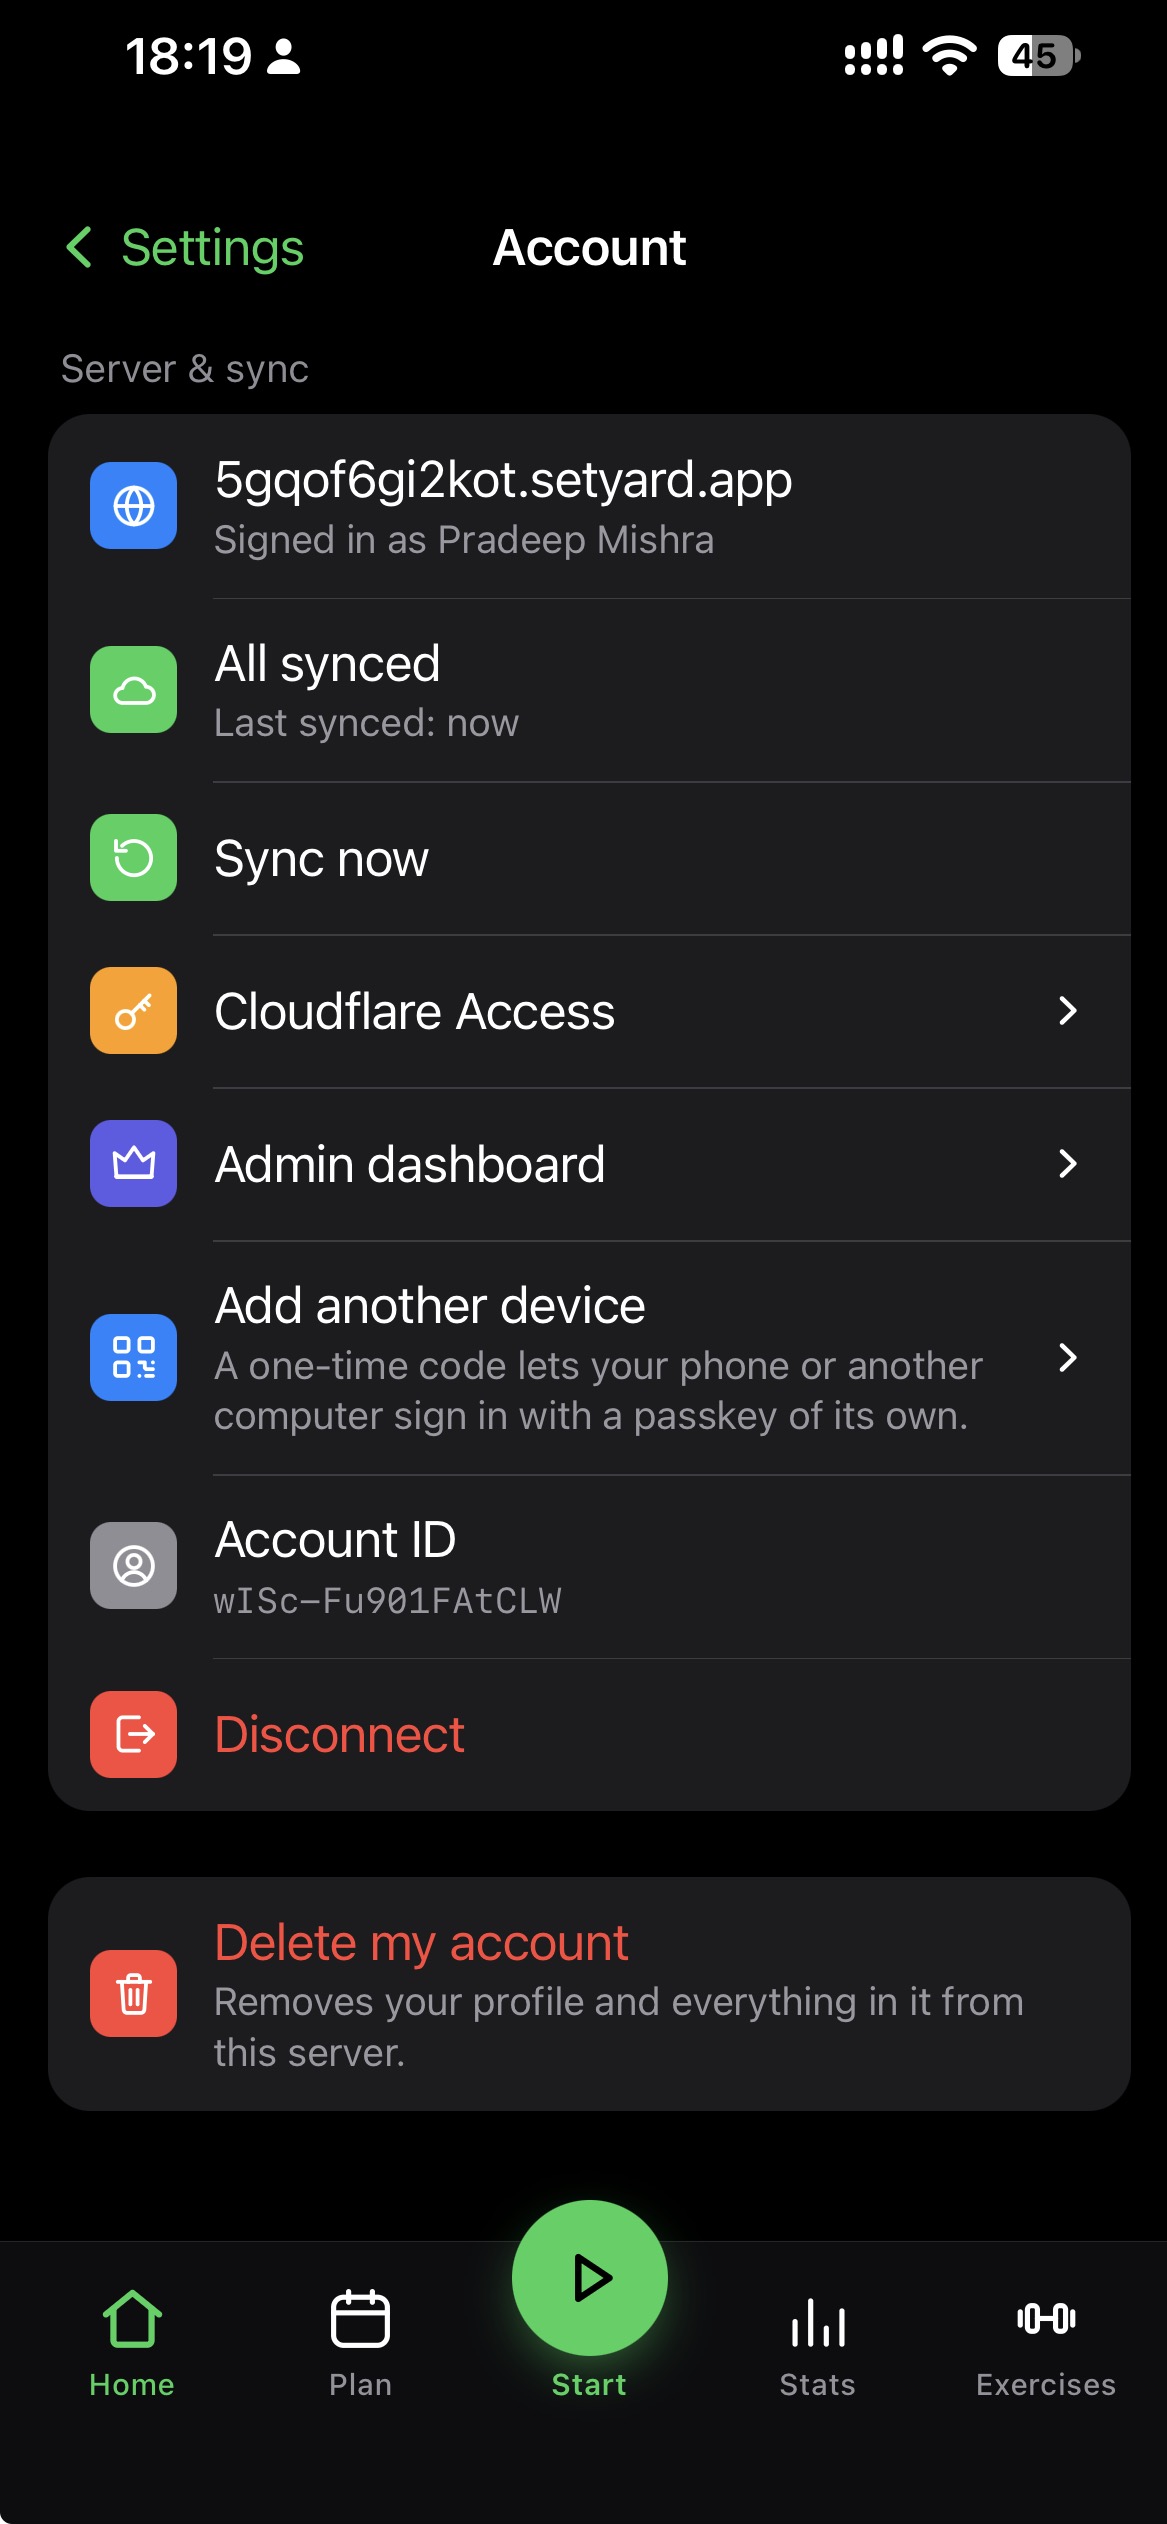 18:19
45
Settings
Account
Server & sync
5gqof6gi2kot.setyard.app
Signed in as Pradeep Mishra
All synced
Last synced: now
Sync now
Cloudflare Access
Admin dashboard
Add another device
A one-time code lets your phone or another
computer sign in with a passkey of its own.
Account ID
wISc–Fu901FAtCLW
Disconnect
Delete my account
Removes your profile and everything in it from
this server.
Home
Plan
Start
Stats
Exercises